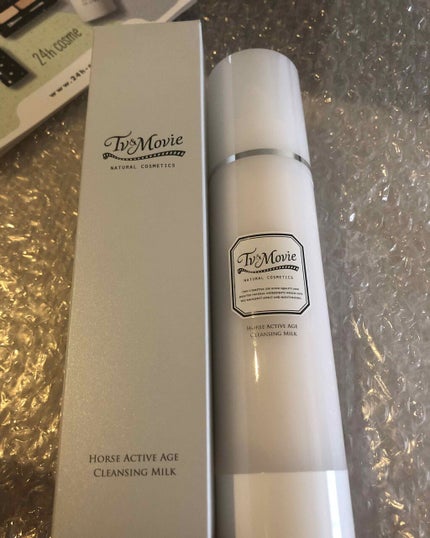 24h cosme
www.24h-
Tv&Movie
NATURAL COSMETICS
HORSE ACTIVE AGE
CLEANSING MILK
Tv&Movie
NATURAL COSMETICS
HORSE ACTIVE AGE
CLEANSING MILK